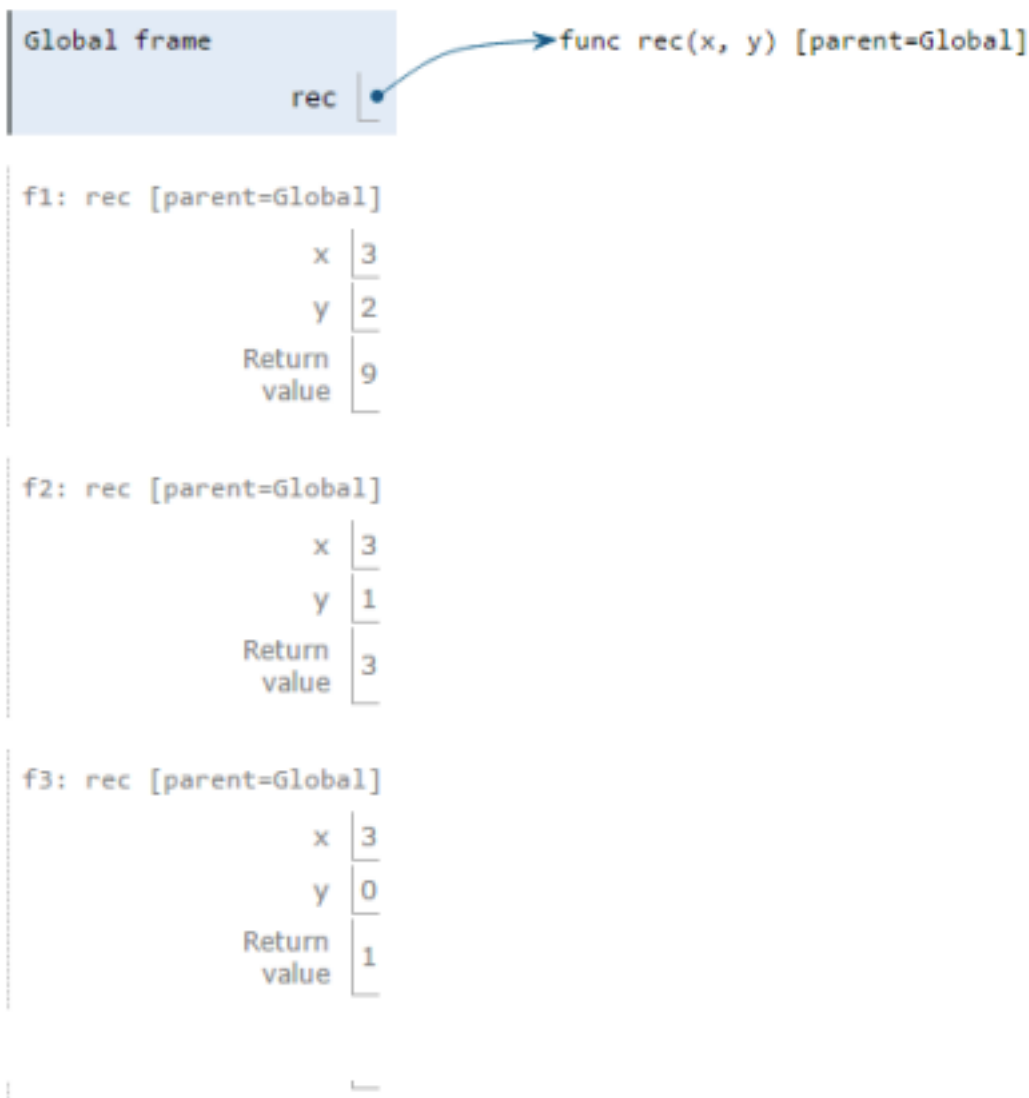 Global frame
func rec(x, y) [parent=Global]
rec
f1: rec [parent=Global]
x 3
y 2
Return
value 9
f2: rec [parent=Global]
x 3
y 1
Return
value 3
f3: rec [parent=Global]
x 3
y 0
Return
value 1